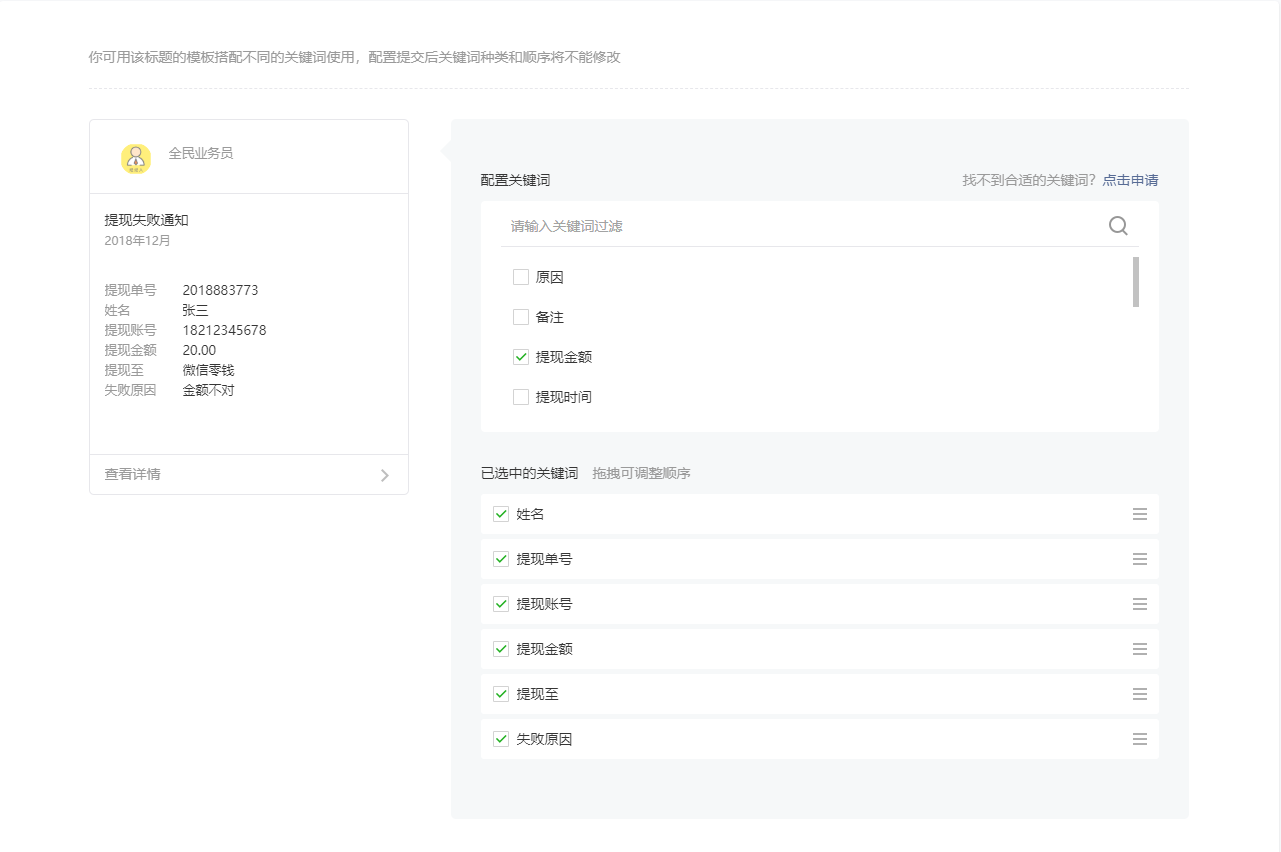 你可用该标题的模板搭配不同的关键词使用，配置提交后关键词种类和顺序将不能修改
全民业务员
提现失败通知
2018年12月
提现单号 2018883773
姓名 张三
提现账号 18212345678
提现金额 20.00
提现至 微信零钱
失败原因 金额不对
查看详情
配置关键词 找不到合适的关键词？点击申请
请输入关键词过滤
原因
备注
提现金额
提现时间
已选中的关键词 拖拽可调整顺序
姓名
提现单号
提现账号
提现金额
提现至
失败原因